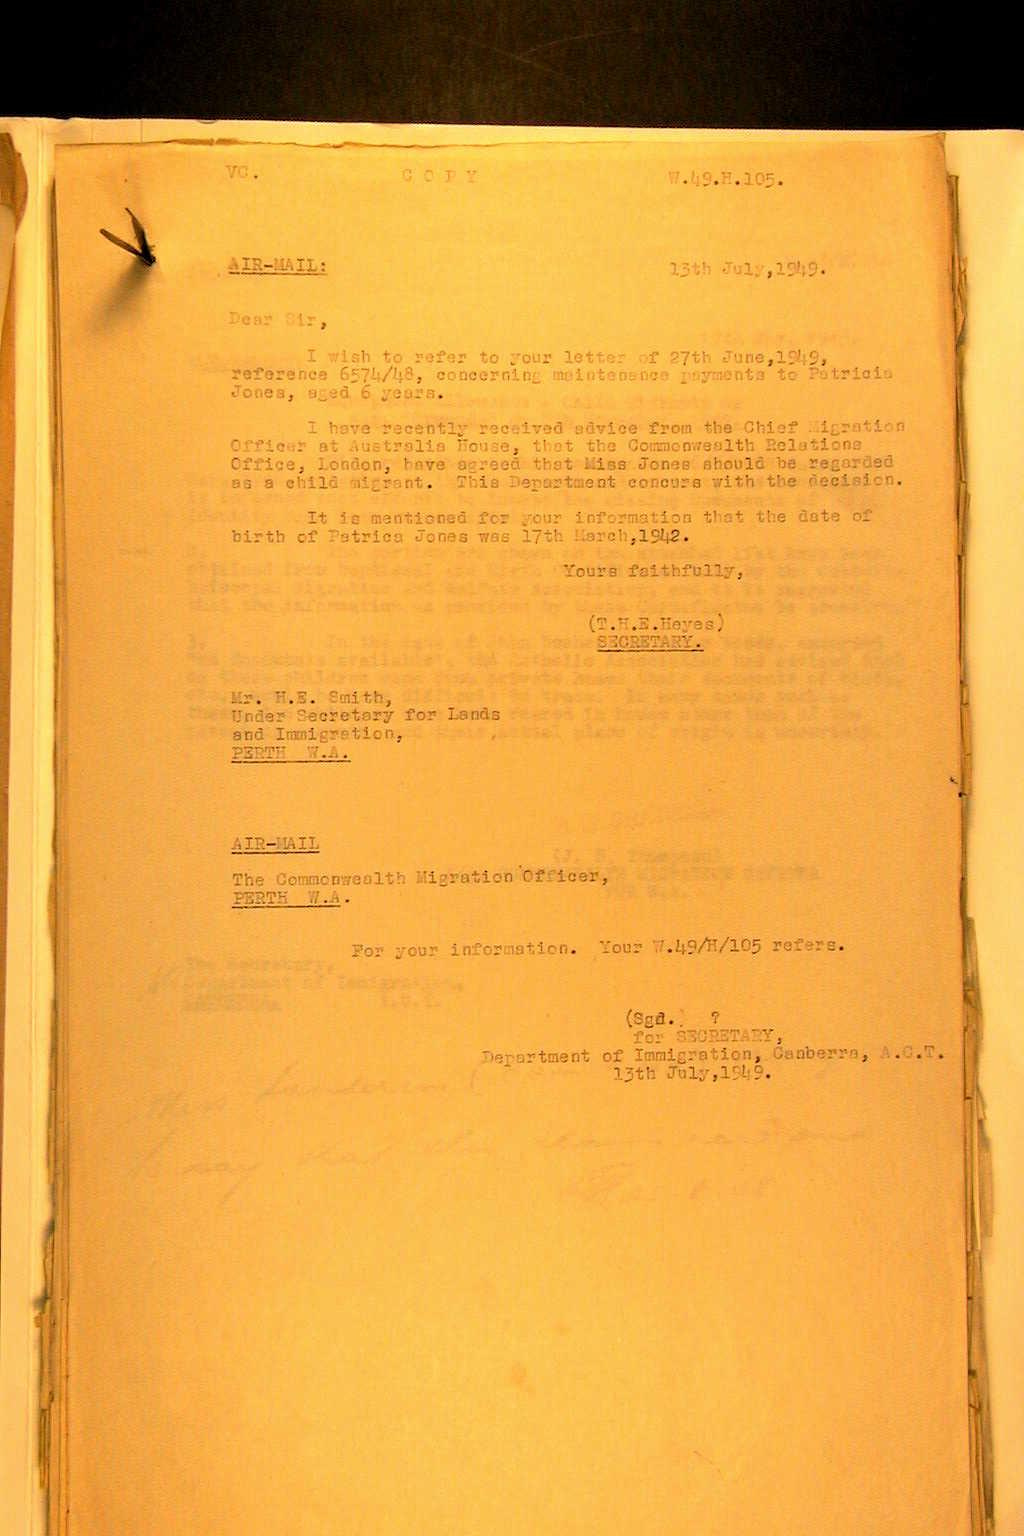 VC. COPY W.49.H.105.
AIR-MAIL: 13th July,1949.
Dear Sir,
I wish to refer to your letter of 27th June,1949,
reference 6574/48, concerning maintenance payments to Patricia
Jones, aged 6 years.
I have recently received advice from the Chief Migration
Officer at Australia House, that the Commonwealth Relations
Office, London, have agreed that Miss Jones should be regarded
as a child migrant. This Department concurs with the decision.
It is mentioned for your information that the date of
birth of Patrica Jones was 17th March,1942.
Yours faithfully,
(T.H.E.Heyes)
SECRETARY.
Mr. H.E. Smith,
Under Secretary for Lands
and Immigration,
PERTH W.A.
AIR-MAIL
The Commonwealth Migration Officer,
PERTH W.A.
For your information. Your W.49/H/105 refers.
(Sgd.) ?
for SECRETARY,
Department of Immigration, Canberra, A.C.T.
13th July,1949.